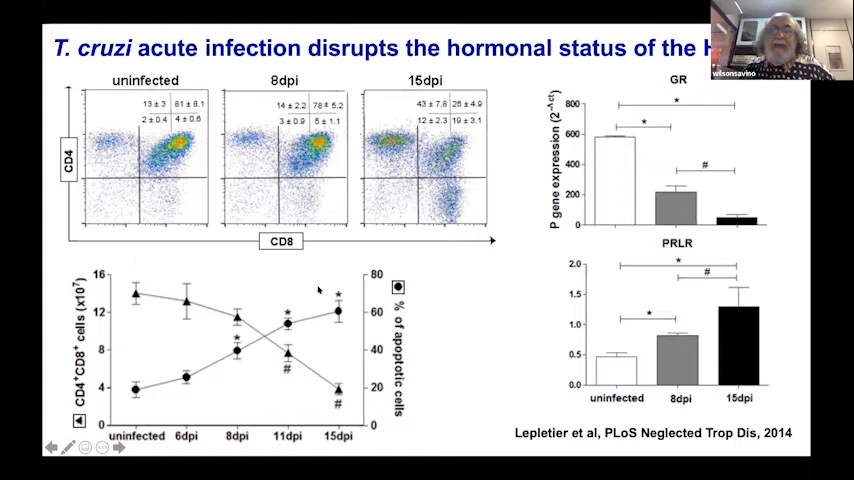 T. cruzi acute infection disrupts the hormonal status of the
wilsonsavino
uninfected
8dpi
15dpi
13 ± 3 81 ± 8.1
2 ± 0.4 4 ± 0.6
14 ± 2.2 78 ± 5.2
3 ± 0.9 5 ± 1.1
43 ± 7.8 26 ± 4.9
12 ± 2.3 19 ± 3.1
CD4
CD8
GR
P gene expression (2-Δct)
800
600
400
200
0
*
*
#
PRLR
2.0
1.5
1.0
0.5
0.0
*
#
*
uninfected 8dpi 15dpi
CD4+CD8+ cells (x10⁷)
16
12
8
4
0
80
60
40
20
0
% of apoptotic cells
*
*
*
#
#
uninfected 6dpi 8dpi 11dpi 15dpi
Lepletier et al, PLoS Neglected Trop Dis, 2014